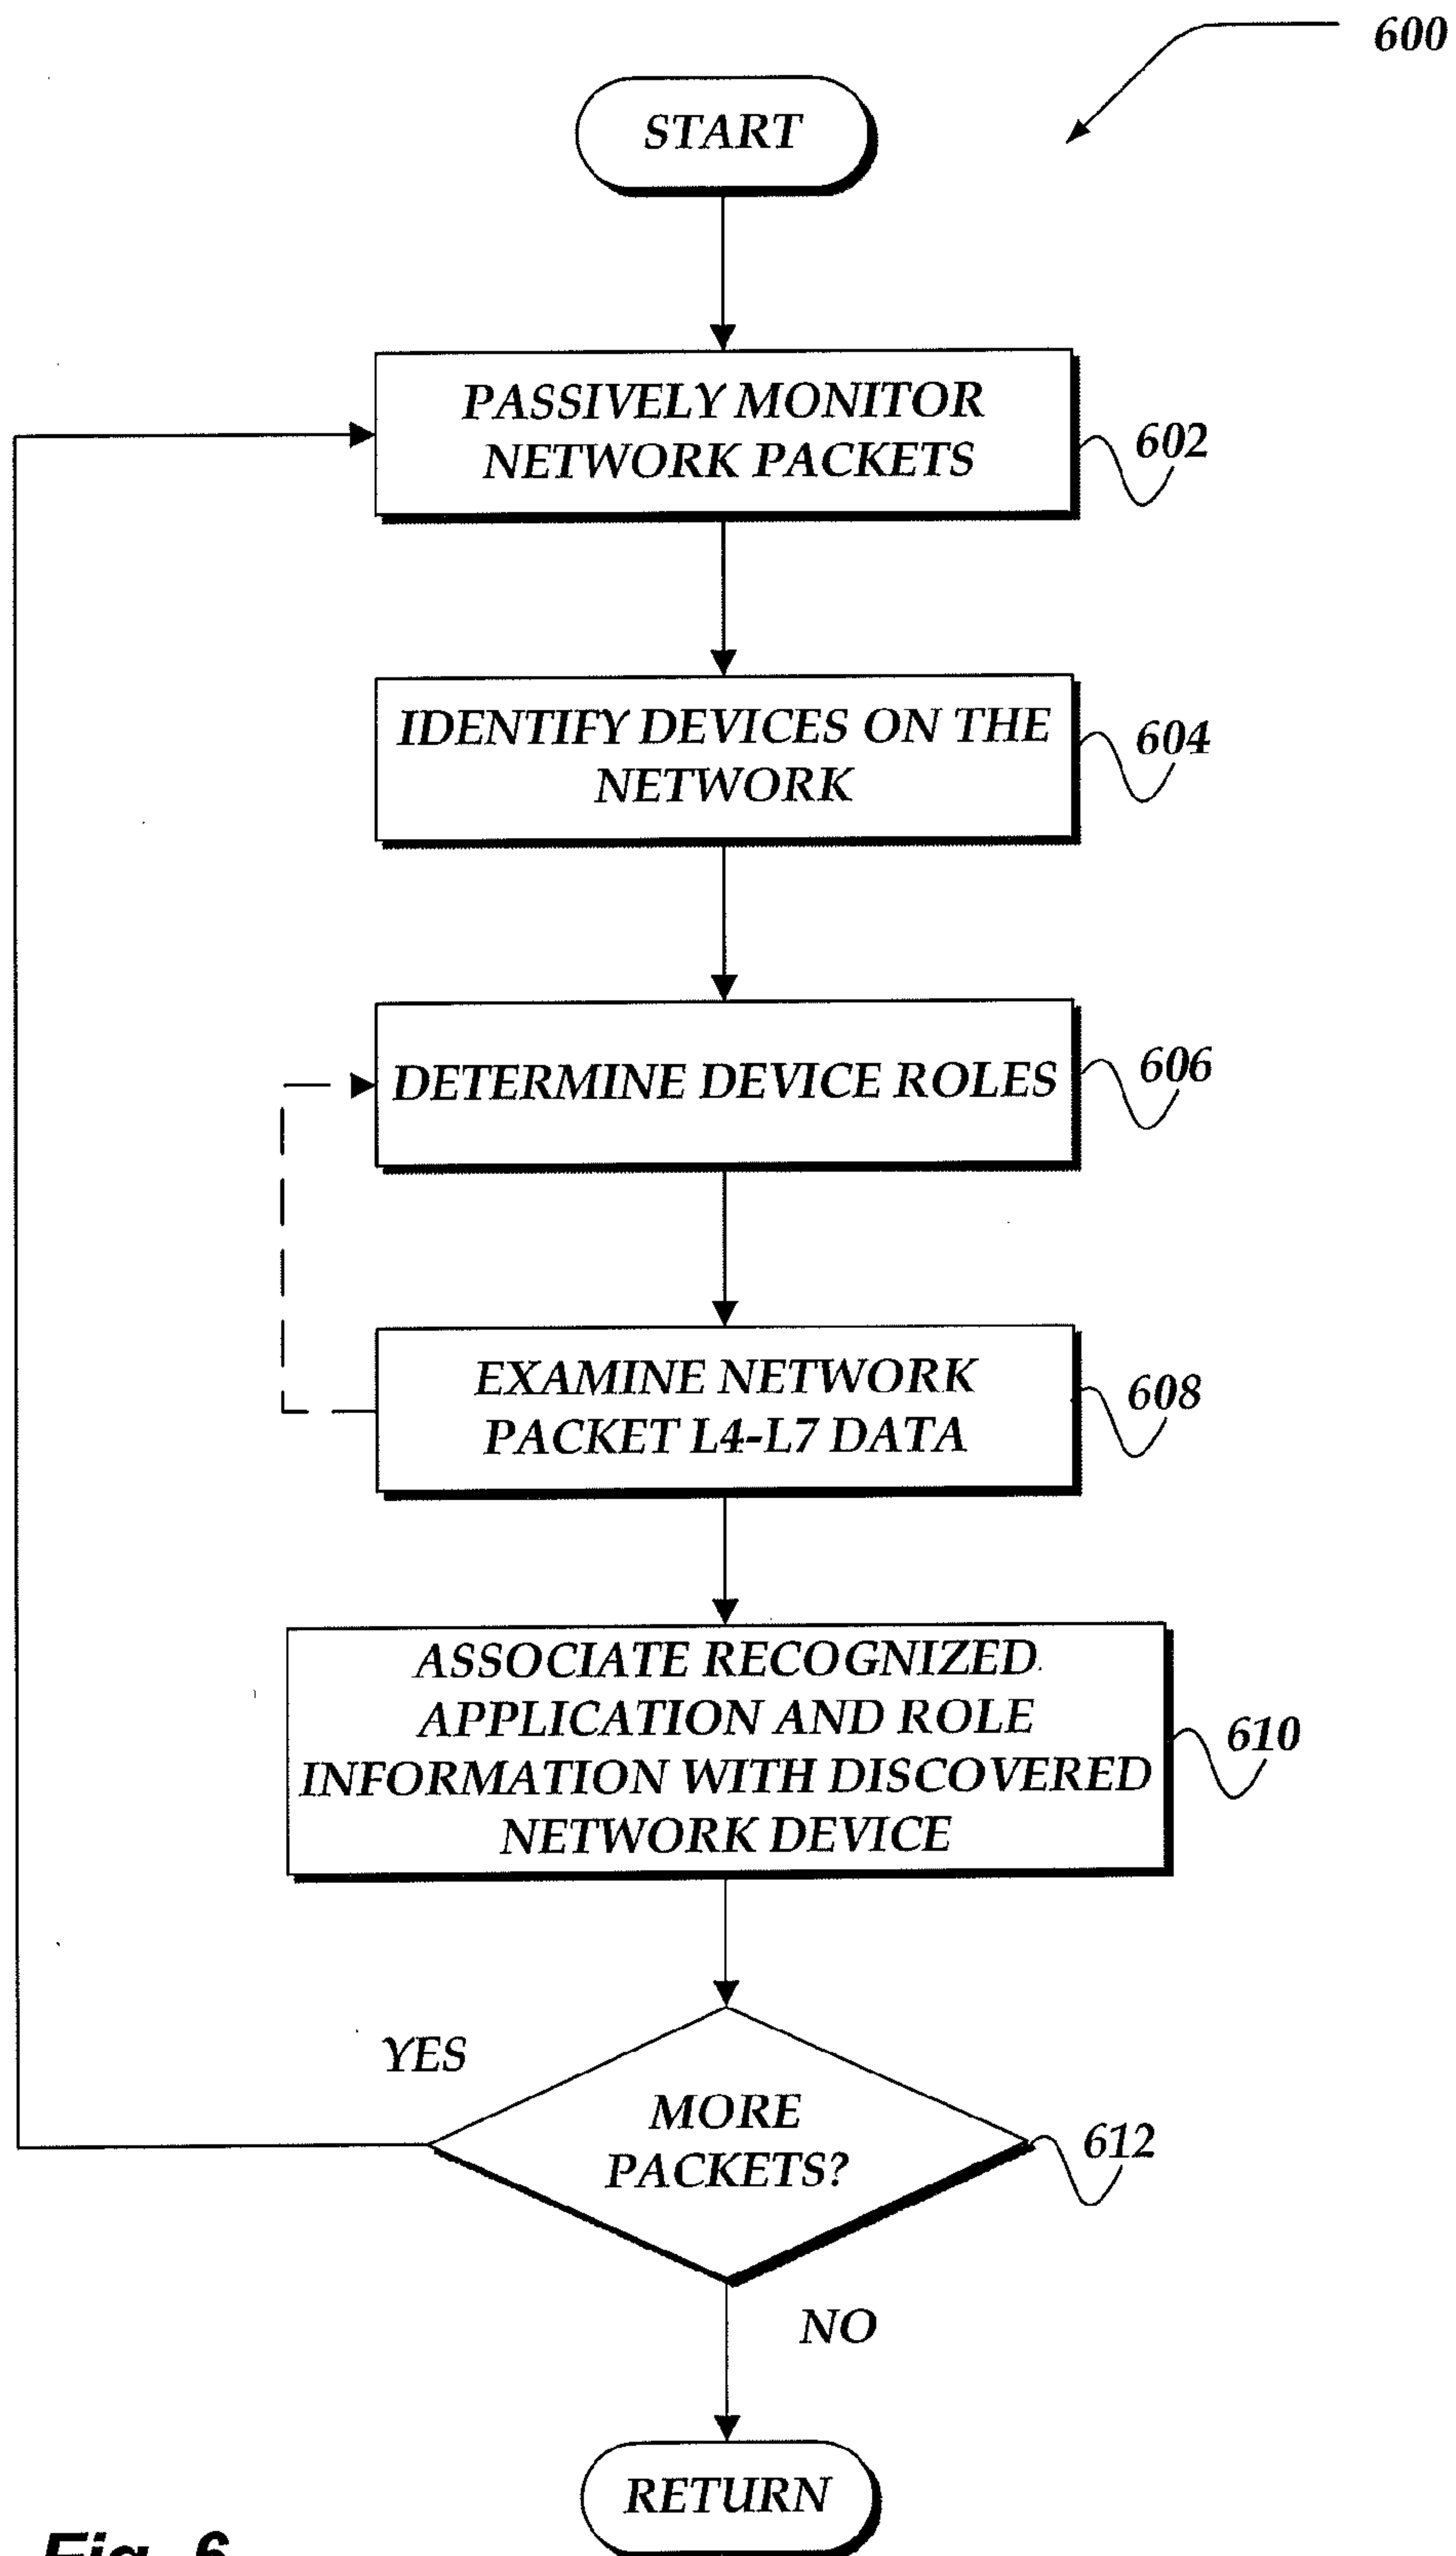 600
START
PASSIVELY MONITOR
NETWORK PACKETS
602
IDENTIFY DEVICES ON THE
NETWORK
604
DETERMINE DEVICE ROLES
606
EXAMINE NETWORK
PACKET L4-L7 DATA
608
ASSOCIATE RECOGNIZED
APPLICATION AND ROLE
INFORMATION WITH DISCOVERED
NETWORK DEVICE
610
YES
MORE
PACKETS?
612
NO
RETURN
Fig. 6